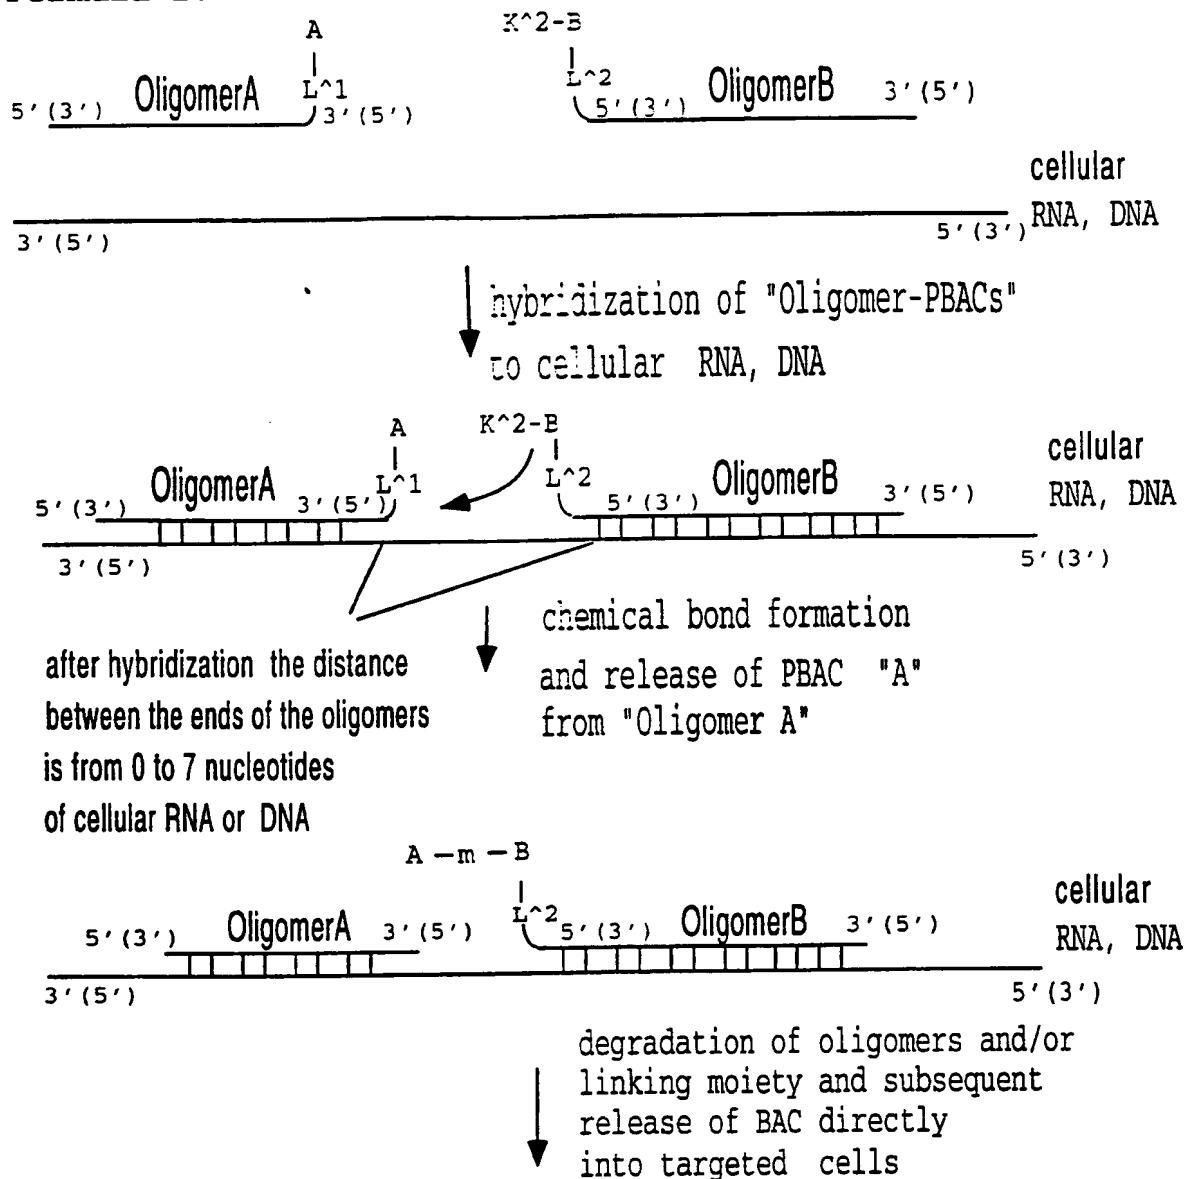 A
K^2-B
L^1
L^2
5'(3') OligomerA 3'(5')
5'(3') OligomerB 3'(5')
cellular
RNA, DNA
3'(5')
5'(3')
hybridization of "Oligomer-PBACs"
to cellular RNA, DNA
A
K^2-B
L^1
L^2
5'(3') OligomerA 3'(5')
5'(3') OligomerB 3'(5')
cellular
RNA, DNA
3'(5')
5'(3')
chemical bond formation
and release of PBAC "A"
from "Oligomer A"
after hybridization the distance
between the ends of the oligomers
is from 0 to 7 nucleotides
of cellular RNA or DNA
A — m — B
L^2
5'(3') OligomerA 3'(5')
5'(3') OligomerB 3'(5')
cellular
RNA, DNA
3'(5')
5'(3')
degradation of oligomers and/or
linking moiety and subsequent
release of BAC directly
into targeted cells